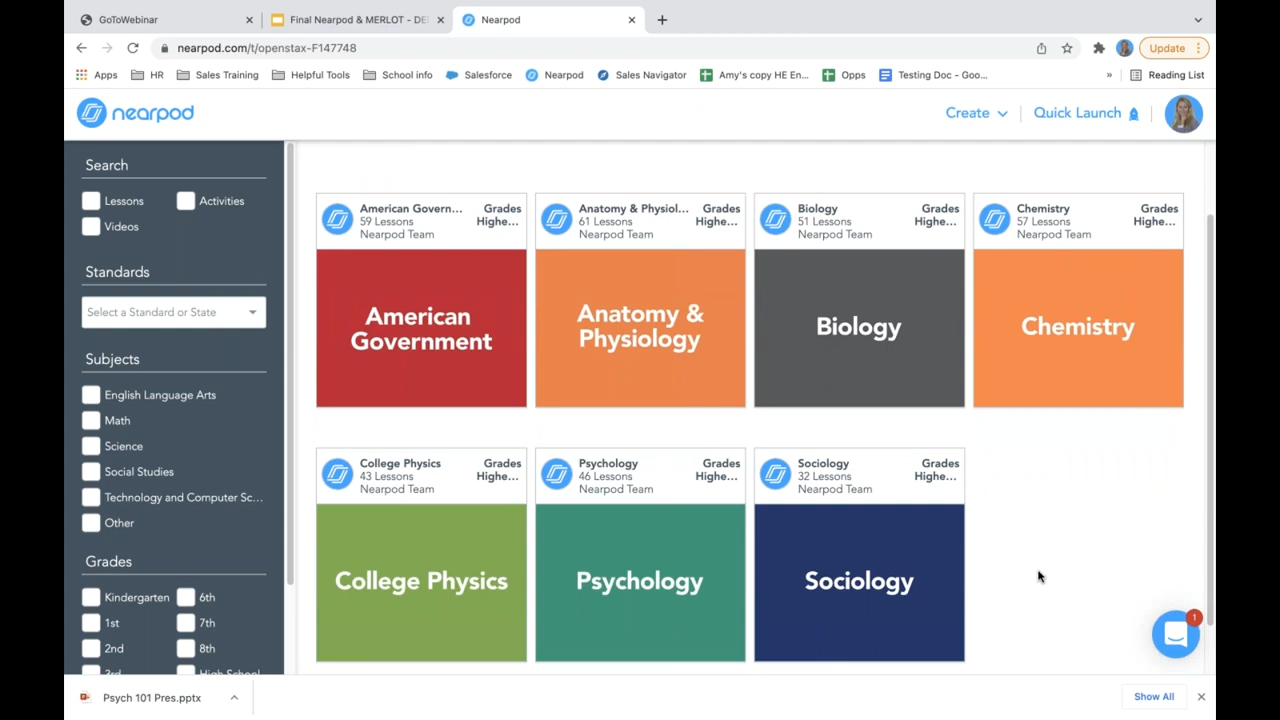 GoToWebinar
Final Nearpod & MERLOT - DE
Nearpod
nearpod.com/t/openstax-F147748
Update
Apps
HR
Sales Training
Helpful Tools
School info
Salesforce
Nearpod
Sales Navigator
Amy's copy HE En...
Opps
Testing Doc - Goo...
»
Reading List
nearpod
Create
Quick Launch
Search
Lessons
Activities
Videos
Standards
Select a Standard or State
Subjects
English Language Arts
Math
Science
Social Studies
Technology and Computer Sc...
Other
Grades
Kindergarten
6th
1st
7th
2nd
8th
3rd
High School
American Govern...
Grades
59 Lessons
Highe...
Nearpod Team
American
Government
Anatomy & Physiol...
Grades
61 Lessons
Highe...
Nearpod Team
Anatomy &
Physiology
Biology
Grades
51 Lessons
Highe...
Nearpod Team
Biology
Chemistry
Grades
57 Lessons
Highe...
Nearpod Team
Chemistry
College Physics
Grades
43 Lessons
Highe...
Nearpod Team
College Physics
Psychology
Grades
46 Lessons
Highe...
Nearpod Team
Psychology
Sociology
Grades
32 Lessons
Highe...
Nearpod Team
Sociology
1
Psych 101 Pres.pptx
Show All